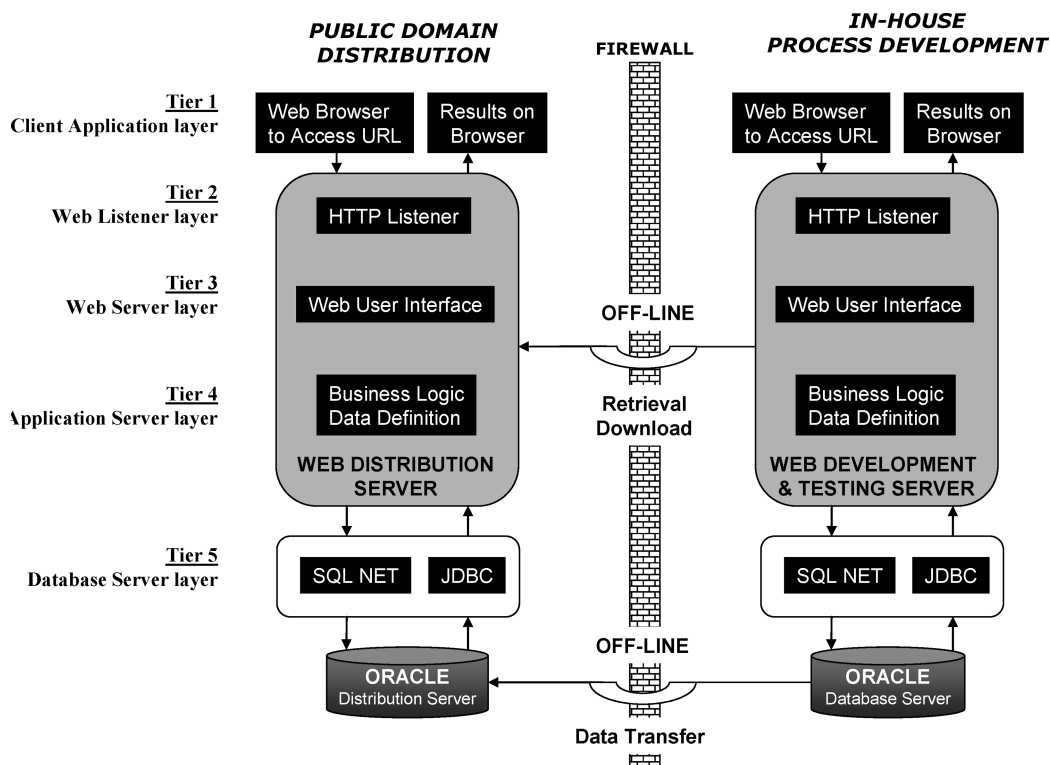 PUBLIC DOMAIN
DISTRIBUTION
FIREWALL
IN-HOUSE
PROCESS DEVELOPMENT
Tier 1
Client Application layer
Web Browser
to Access URL
Results on
Browser
Web Browser
to Access URL
Results on
Browser
Tier 2
Web Listener layer
HTTP Listener
HTTP Listener
Tier 3
Web Server layer
Web User Interface
OFF-LINE
Web User Interface
Tier 4
Application Server layer
Business Logic
Data Definition
Retrieval
Download
Business Logic
Data Definition
WEB DISTRIBUTION
SERVER
WEB DEVELOPMENT
& TESTING SERVER
Tier 5
Database Server layer
SQL NET
JDBC
SQL NET
JDBC
OFF-LINE
ORACLE
Distribution Server
ORACLE
Database Server
Data Transfer